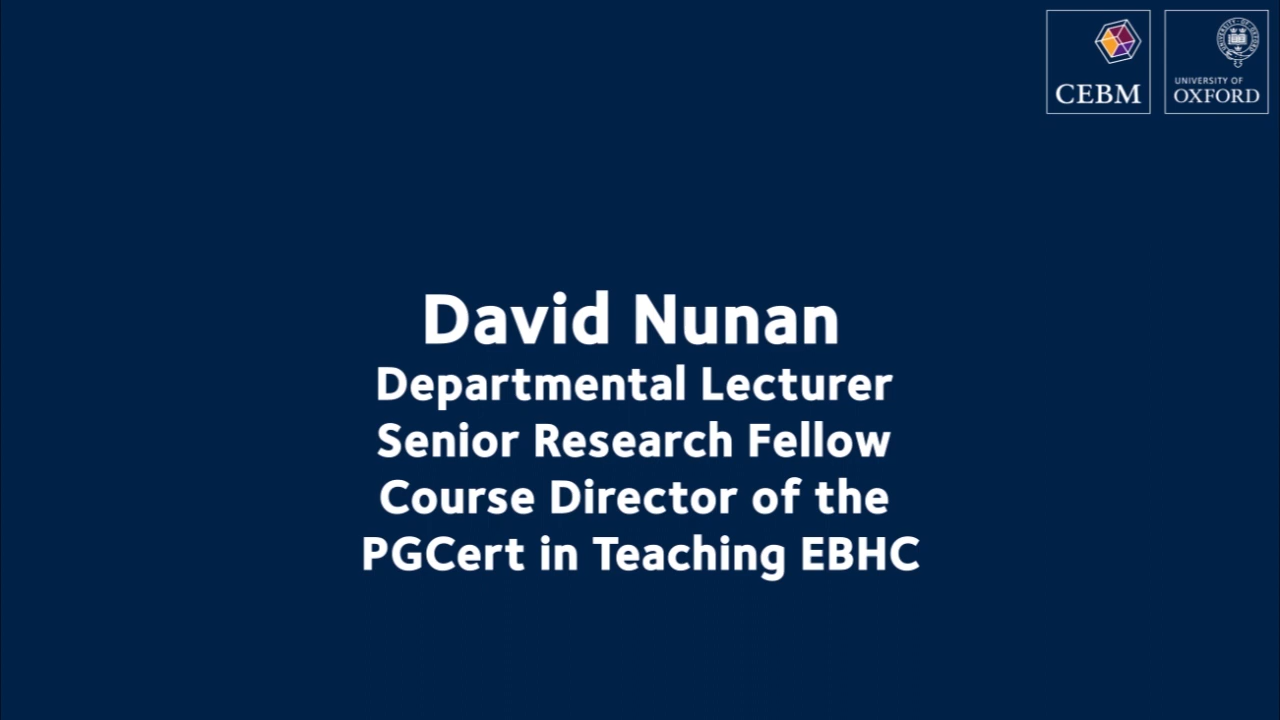 CEBM
UNIVERSITY OF
OXFORD
David Nunan
Departmental Lecturer
Senior Research Fellow
Course Director of the
PGCert in Teaching EBHC